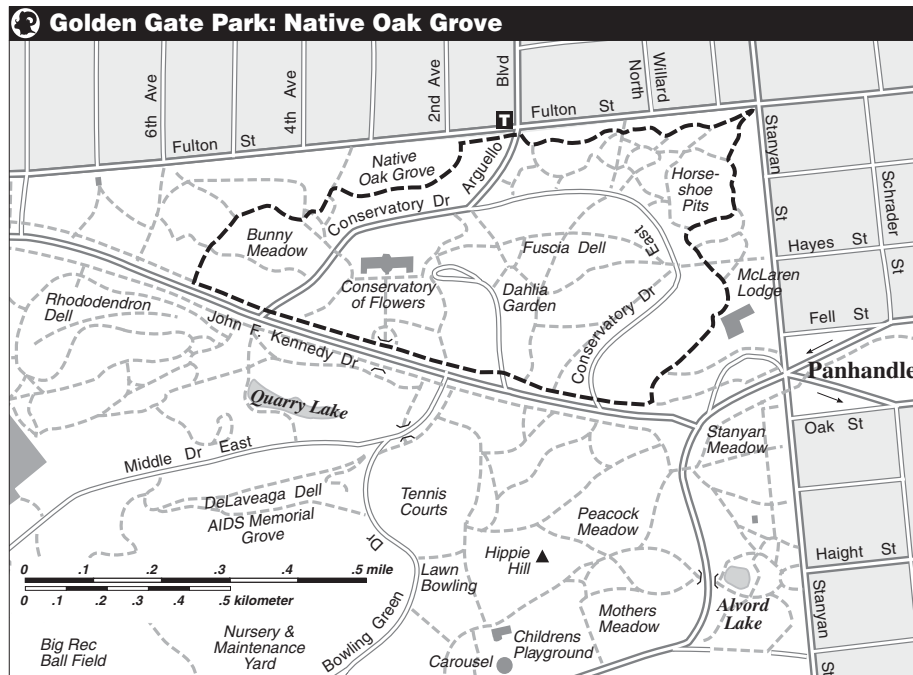 Golden Gate Park: Native Oak Grove
6th Ave
4th Ave
2nd Ave
Blvd
North
Willard
T
Fulton St
Fulton St
Native
Oak Grove
Arguello
Stanyan
St
Horse-
shoe
Pits
Schrader
St
Conservatory Dr
Bunny
Meadow
Fuscia Dell
East
Hayes St
Conservatory
of Flowers
Dahlia
Garden
McLaren
Lodge
Rhododendron
Dell
Conservatory Dr
Fell St
John F. Kennedy Dr
Panhandle
Quarry Lake
Oak St
Stanyan
Meadow
Middle Dr East
DeLaveaga Dell
AIDS Memorial
Grove
Tennis
Courts
Peacock
Meadow
Hippie
Hill
Haight St
0 .1 .2 .3 .4 .5 mile
0 .1 .2 .3 .4 .5 kilometer
Lawn
Bowling
Bowling Green Dr
Mothers
Meadow
Alvord
Lake
Stanyan
St
Big Rec
Ball Field
Nursery &
Maintenance
Yard
Childrens
Playground
Carousel